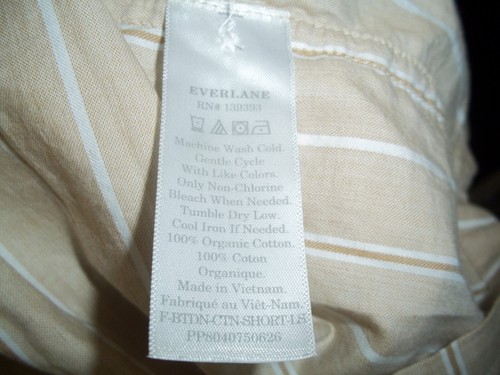 EVERLANE
RN# 139393
Machine Wash Cold.
Gentle Cycle
With Like Colors.
Only Non-Chlorine
Bleach When Needed.
Tumble Dry Low.
Cool Iron If Needed.
100% Organic Cotton.
100% Coton
Organique.
Made in Vietnam.
Fabriqué au Viêt-Nam.
F-BTDN-CTN-SHORT-LS
PPS040750626